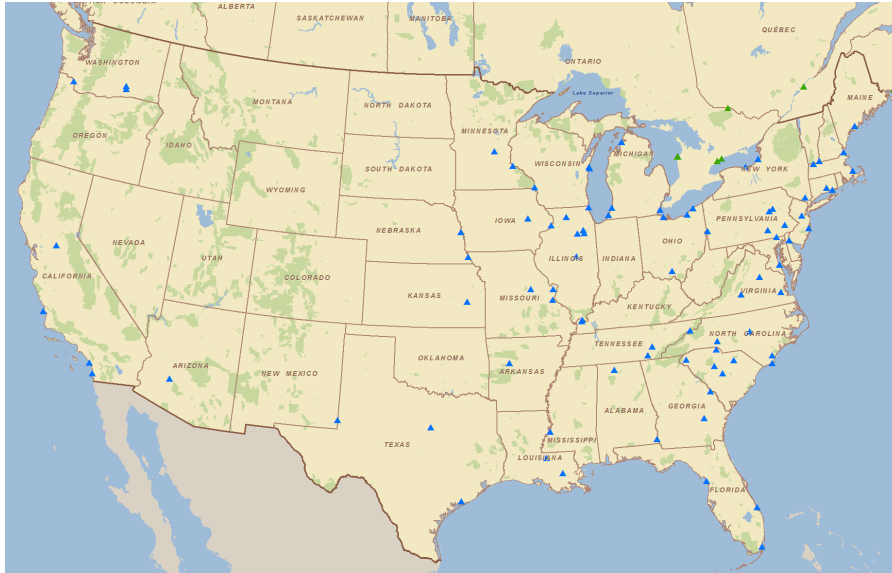 ALBERTA
SASKATCHEWAN
MANITOBA
QUÉBEC
ONTARIO
WASHINGTON
Lake Superior
MONTANA
NORTH DAKOTA
MAINE
MINNESOTA
OREGON
IDAHO
WISCONSIN
MICHIGAN
SOUTH DAKOTA
NEW YORK
WYOMING
IOWA
PENNSYLVANIA
NEBRASKA
NEVADA
OHIO
UTAH
ILLINOIS
INDIANA
CALIFORNIA
COLORADO
VIRGINIA
KANSAS
MISSOURI
KENTUCKY
NORTH CAROLINA
TENNESSEE
OKLAHOMA
ARIZONA
NEW MEXICO
ARKANSAS
GEORGIA
ALABAMA
MISSISSIPPI
TEXAS
LOUISIANA
FLORIDA